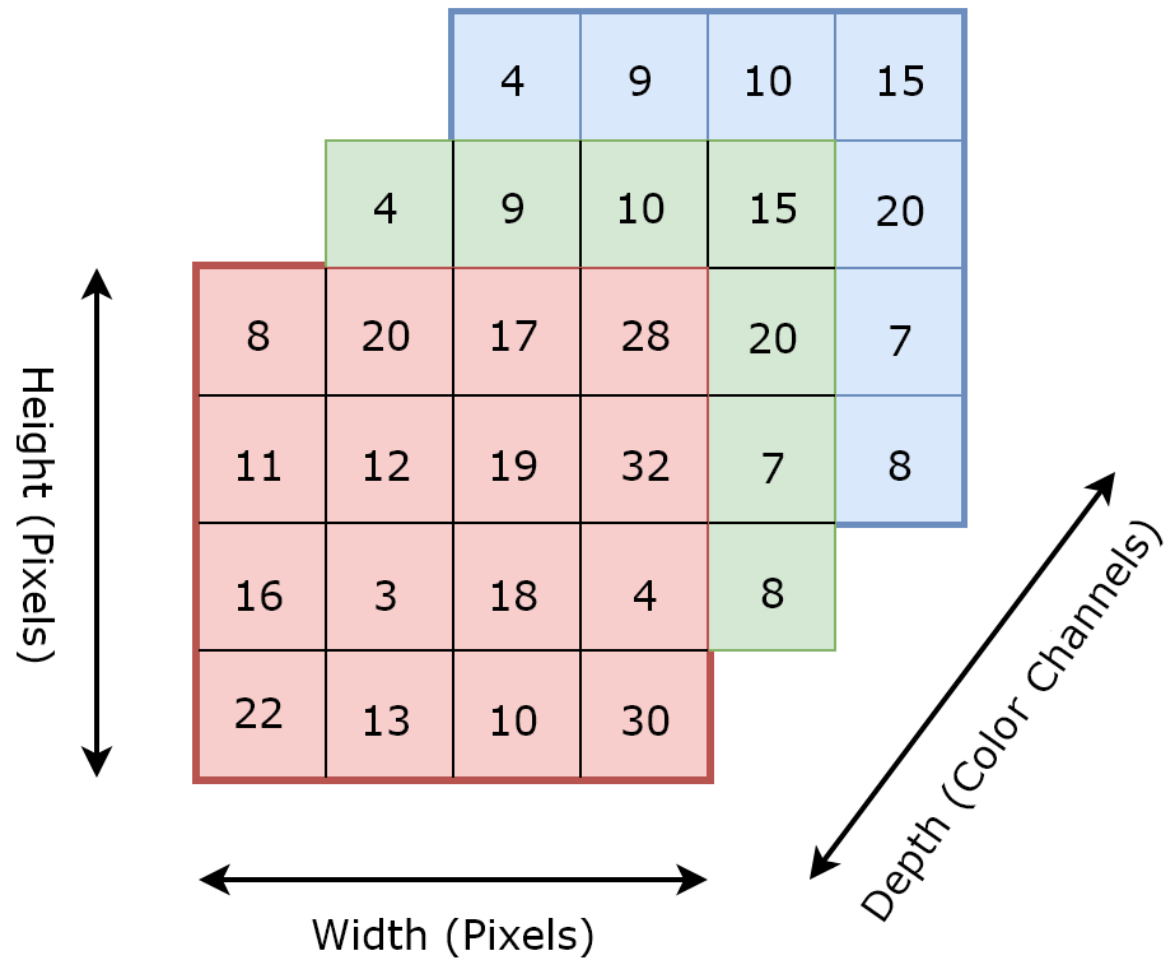 4 9 10 15
4 9 10 15 20
8 20 17 28 20 7
11 12 19 32 7 8
16 3 18 4 8
22 13 10 30
Height (Pixels)
Width (Pixels)
Depth (Color Channels)